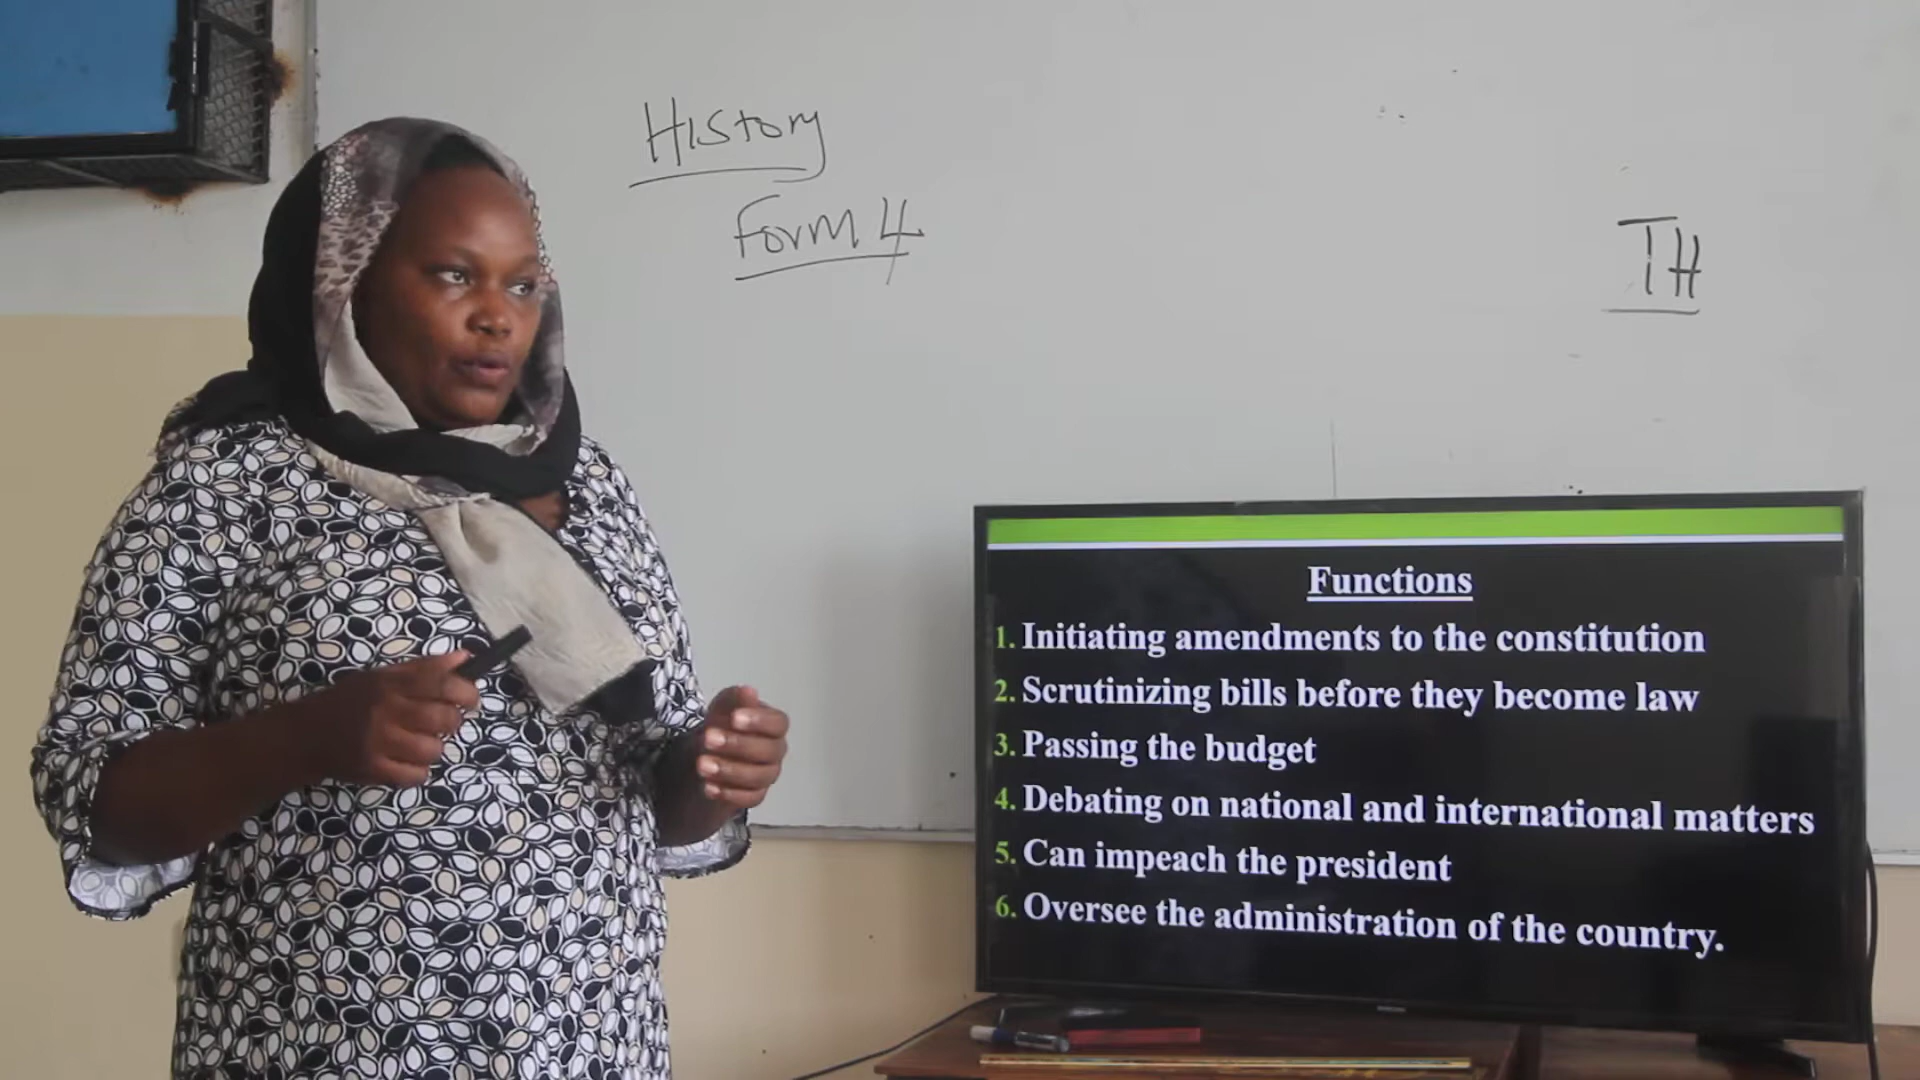 History
Form 4
TH
Functions
1. Initiating amendments to the constitution
2. Scrutinizing bills before they become law
3. Passing the budget
4. Debating on national and international matters
5. Can impeach the president
6. Oversee the administration of the country.